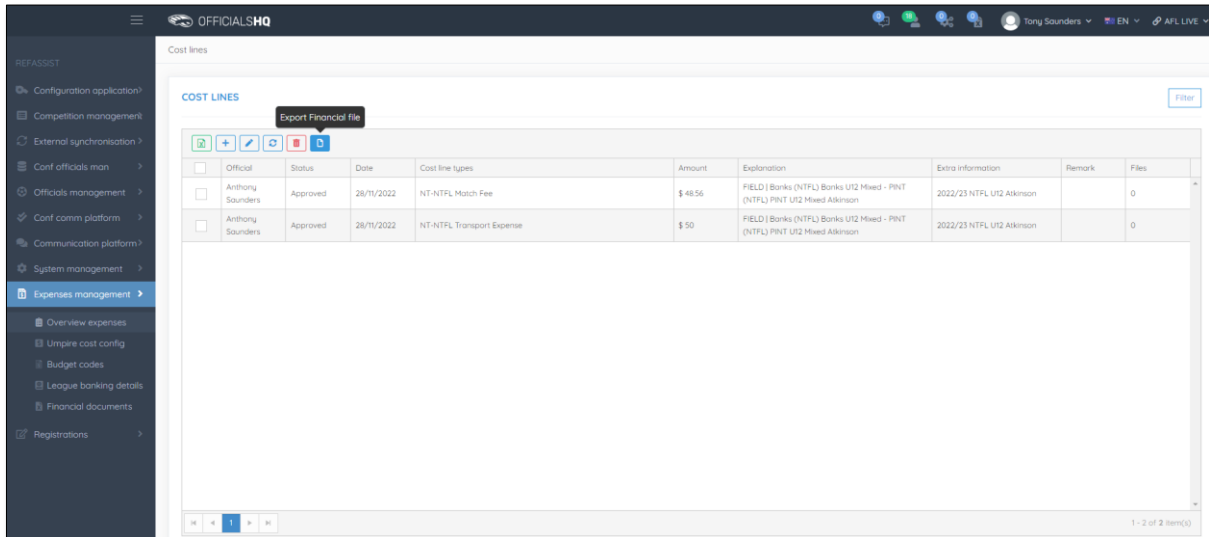 OFFICIALSHQ
0
18
0
0
Tony Saunders
EN
AFL LIVE
Cost lines
REFASSIST
Configuration application
Competition management
External synchronisation
Conf officials man
Officials management
Conf comm platform
Communication platform
System management
Expenses management
Overview expenses
Umpire cost config
Budget codes
League banking details
Financial documents
Registrations
COST LINES
Filter
Export Financial file
Official Status Date Cost line types Amount Explanation Extra information Remark Files
Anthony Saunders Approved 28/11/2022 NT-NTFL Match Fee $ 48.56 FIELD | Banks (NTFL) Banks U12 Mixed - PINT (NTFL) PINT U12 Mixed Atkinson 2022/23 NTFL U12 Atkinson 0
Anthony Saunders Approved 28/11/2022 NT-NTFL Transport Expense $ 50 FIELD | Banks (NTFL) Banks U12 Mixed - PINT (NTFL) PINT U12 Mixed Atkinson 2022/23 NTFL U12 Atkinson 0
1
1 - 2 of 2 item(s)